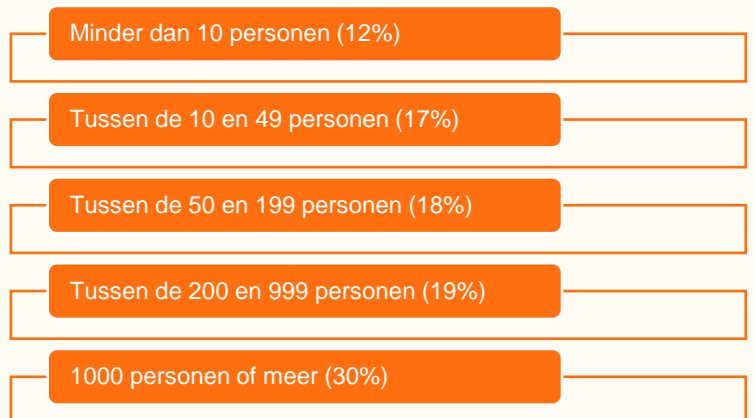 Minder dan 10 personen (12%)
Tussen de 10 en 49 personen (17%)
Tussen de 50 en 199 personen (18%)
Tussen de 200 en 999 personen (19%)
1000 personen of meer (30%)